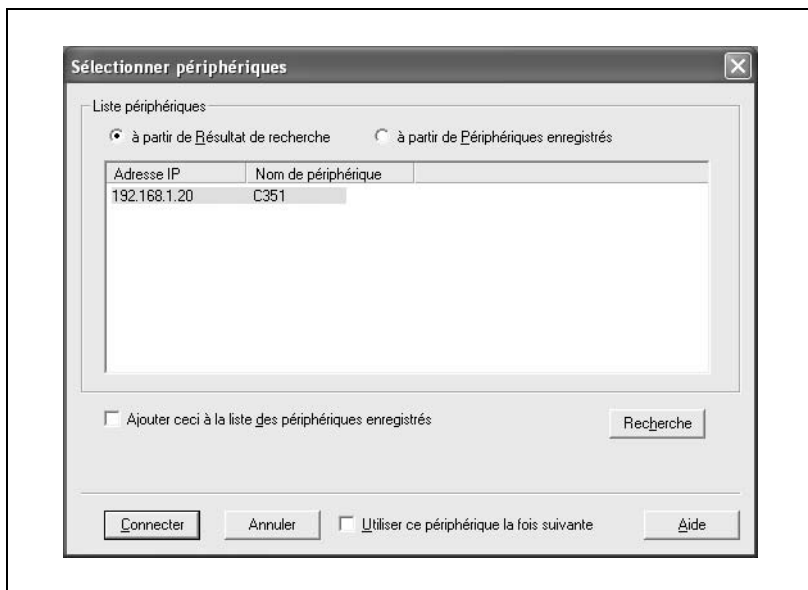 Sélectionner périphériques
Liste périphériques
à partir de Résultat de recherche à partir de Périphériques enregistrés
Adresse IP Nom de périphérique
192.168.1.20 C351
Ajouter ceci à la liste des périphériques enregistrés Recherche
Connecter Annuler Utiliser ce périphérique la fois suivante Aide